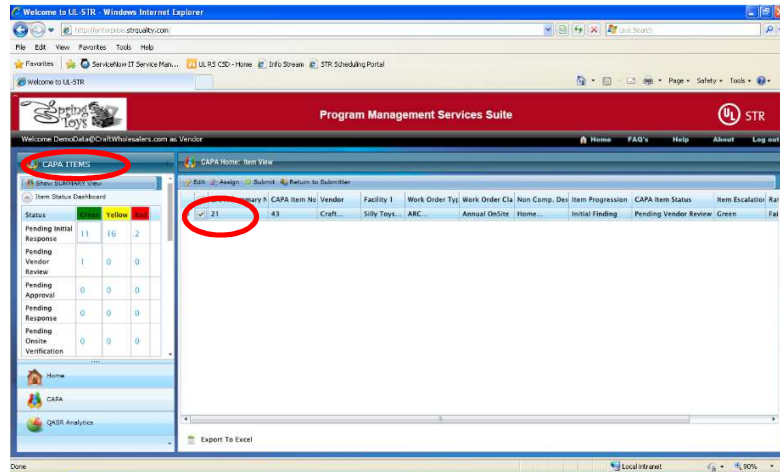 Welcome to UL-STR - Windows Internet Explorer
http://enterprise.strquality.com/
Live Search
File Edit View Favorites Tools Help
Favorites ServiceNow IT Service Man... UL RS CSD - Home Info Stream STR Scheduling Portal
Welcome to UL-STR
Page Safety Tools
Spring Toys
Program Management Services Suite
UL STR
Welcome DemoData@CraftWholesalers.com as Vendor
Home FAQ's Help About Log out
CAPA ITEMS
CAPA Home: Item View
Show SUMMARY View
Edit Assign Submit Return to Submitter
Item Status Dashboard
Summary N CAPA Item No Vendor Facility 1 Work Order Typ Work Order Cla Non Comp. Des Item Progression CAPA Item Status Item Escalation Rat
21 43 Craft... Silly Toys... ARC... Annual OnSite Home... Initial Finding Pending Vendor Review Green Fai
Status Green Yellow Red
Pending Initial Response 11 16 2
Pending Vendor Review 1 0 0
Pending Approval 0 0 0
Pending Response 0 0 0
Pending Onsite Verification 0 0 0
Home
CAPA
QASR Analytics
Export To Excel
Done
Local intranet
90%